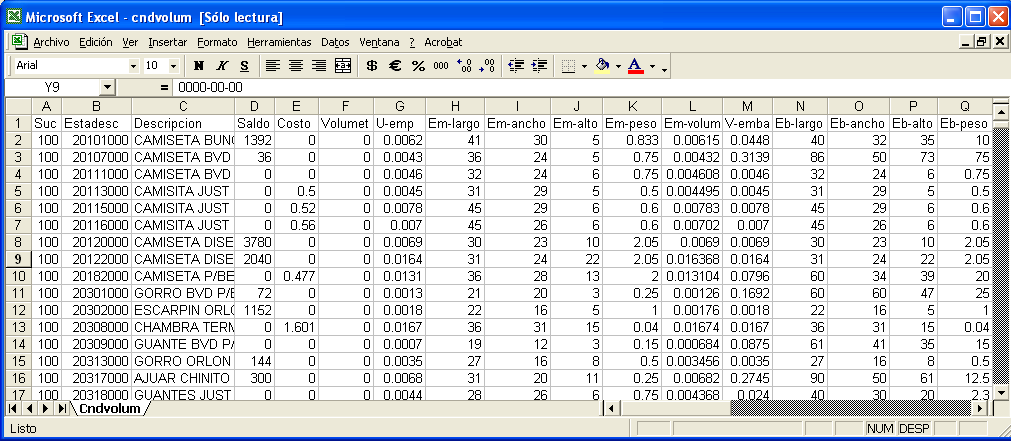 Microsoft Excel - cndvolum [Sólo lectura]
Archivo Edición Ver Insertar Formato Herramientas Datos Ventana ? Acrobat
Arial 10 N K S $ € % 000
Y9 = 0000-00-00
A B C D E F G H I J K L M N O P Q
1 Suc Estadesc Descripcion Saldo Costo Volumet U-emp Em-largo Em-ancho Em-alto Em-peso Em-volum V-emba Eb-largo Eb-ancho Eb-alto Eb-peso
2 100 20101000 CAMISETA BUNO 1392 0 0 0.0062 41 30 5 0.833 0.00615 0.0448 40 32 35 10
3 100 20107000 CAMISETA BVD 36 0 0 0.0043 36 24 5 0.75 0.00432 0.3139 86 50 73 75
4 100 20111000 CAMISETA BVD 0 0 0 0.0046 32 24 6 0.75 0.004608 0.0046 32 24 6 0.75
5 100 20113000 CAMISITA JUST 0 0.5 0 0.0045 31 29 5 0.5 0.004495 0.0045 31 29 5 0.5
6 100 20115000 CAMISITA JUST 0 0.52 0 0.0078 45 29 6 0.6 0.00783 0.0078 45 29 6 0.6
7 100 20116000 CAMISITA JUST 0 0.56 0 0.007 45 26 6 0.6 0.00702 0.007 45 26 6 0.6
8 100 20120000 CAMISETA DISE 3780 0 0 0.0069 30 23 10 2.05 0.0069 0.0069 30 23 10 2.05
9 100 20122000 CAMISETA DISE 2040 0 0 0.0164 31 24 22 2.05 0.016368 0.0164 31 24 22 2.05
10 100 20182000 CAMISETA P/BE 0 0.477 0 0.0131 36 28 13 2 0.013104 0.0796 60 34 39 20
11 100 20301000 GORRO BVD P/B 72 0 0 0.0013 21 20 3 0.25 0.00126 0.1692 60 60 47 25
12 100 20302000 ESCARPIN ORLO 1152 0 0 0.0018 22 16 5 1 0.00176 0.0018 22 16 5 1
13 100 20308000 CHAMBRA TERM 0 1.601 0 0.0167 36 31 15 0.04 0.01674 0.0167 36 31 15 0.04
14 100 20309000 GUANTE BVD P/ 0 0 0 0.0007 19 12 3 0.15 0.000684 0.0875 61 41 35 15
15 100 20313000 GORRO ORLON 144 0 0 0.0035 27 16 8 0.5 0.003456 0.0035 27 16 8 0.5
16 100 20317000 AJUAR CHINITO 300 0 0 0.0068 31 20 11 0.25 0.00682 0.2745 90 50 61 12.5
17 100 20318000 GUANTES JUST 0 0 0 0.0044 28 26 6 0.75 0.004368 0.024 40 30 20 2.3
Cndvolum
Listo NUM DESP